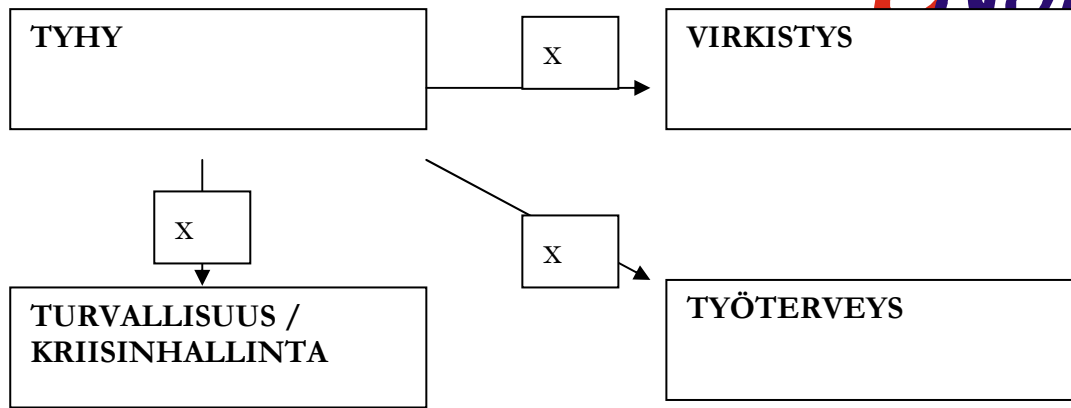 TYHY
x
VIRKISTYS
x
x
TURVALLISUUS /
KRIISINHALLINTA
TYÖTERVEYS